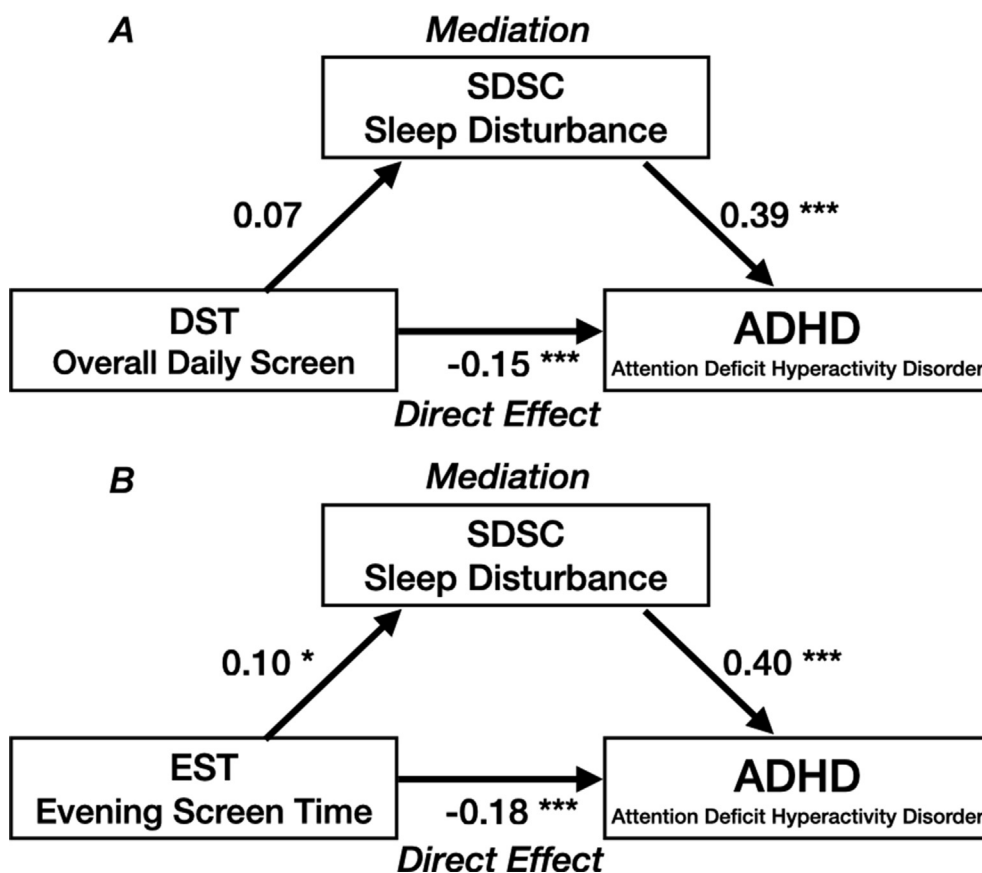 A
Mediation
SDSC
Sleep Disturbance
0.07
0.39 ***
DST
Overall Daily Screen
-0.15 ***
Direct Effect
ADHD
Attention Deficit Hyperactivity Disorder
B
Mediation
SDSC
Sleep Disturbance
0.10 *
0.40 ***
EST
Evening Screen Time
-0.18 ***
Direct Effect
ADHD
Attention Deficit Hyperactivity Disorder